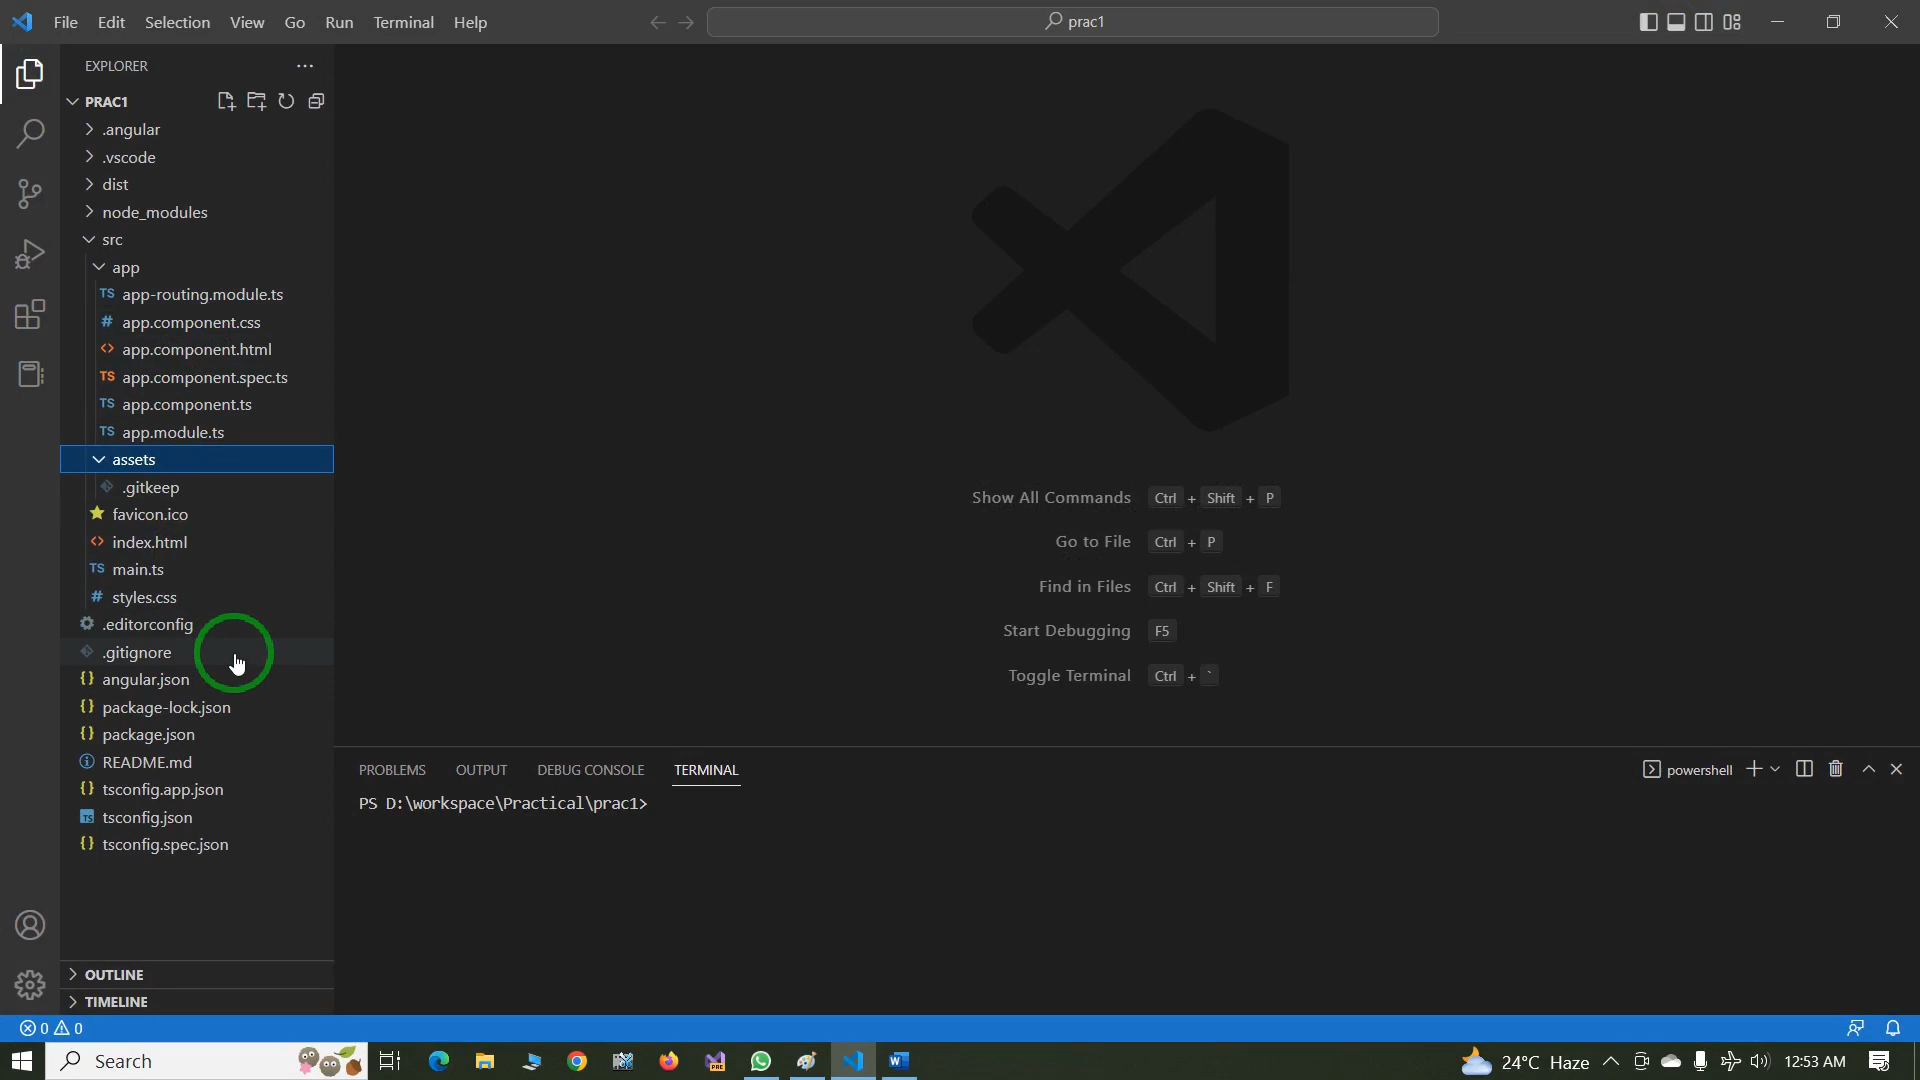 File Edit Selection View Go Run Terminal Help
prac1
EXPLORER
PRAC1
.angular
.vscode
dist
node_modules
src
app
TS app-routing.module.ts
# app.component.css
<> app.component.html
TS app.component.spec.ts
TS app.component.ts
TS app.module.ts
assets
.gitkeep
favicon.ico
<> index.html
TS main.ts
# styles.css
.editorconfig
.gitignore
{} angular.json
{} package-lock.json
{} package.json
README.md
{} tsconfig.app.json
TS tsconfig.json
{} tsconfig.spec.json
OUTLINE
TIMELINE
Show All Commands Ctrl + Shift + P
Go to File Ctrl + P
Find in Files Ctrl + Shift + F
Start Debugging F5
Toggle Terminal Ctrl + `
PROBLEMS OUTPUT DEBUG CONSOLE TERMINAL
powershell
PS D:\workspace\Practical\prac1>
0 0
Search
PRE
W
24°C Haze
12:53 AM